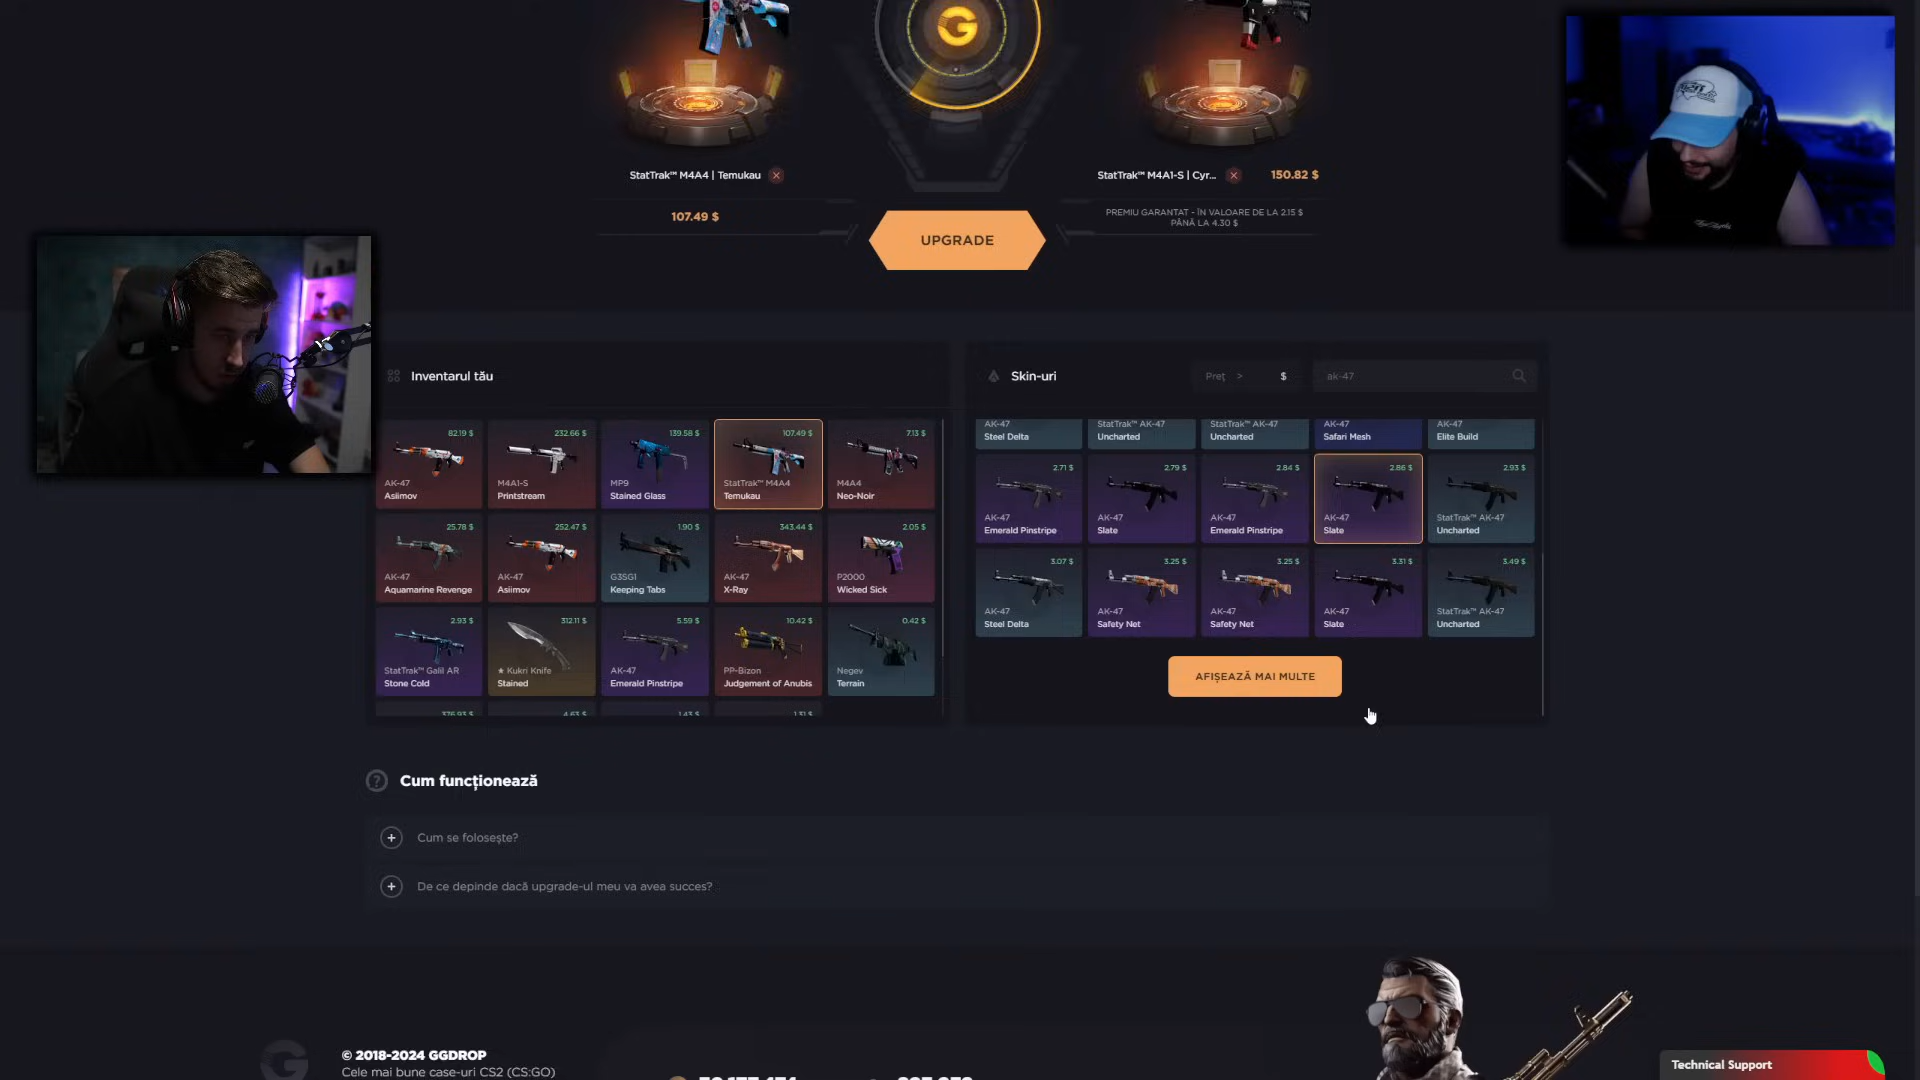 StatTrak™ M4A4 | Temukau
StatTrak™ M4A1-S | Cyr...
150.82 $
107.49 $
PREMIU GARANTAT - ÎN VALOARE DE LA 2.15 $
PÂNĂ LA 4.30 $
UPGRADE
Inventarul tău
Skin-uri
Preț >
$
ak-47
82.19 $
AK-47
Asiimov
232.66 $
M4A1-S
Printstream
139.58 $
MP9
Stained Glass
107.49 $
StatTrak™ M4A4
Temukau
7.13 $
M4A4
Neo-Noir
25.78 $
AK-47
Aquamarine Revenge
252.47 $
AK-47
Asiimov
1.90 $
G3SG1
Keeping Tabs
343.44 $
AK-47
X-Ray
2.05 $
P2000
Wicked Sick
2.93 $
StatTrak™ Galil AR
Stone Cold
312.11 $
★ Kukri Knife
Stained
5.59 $
AK-47
Emerald Pinstripe
10.42 $
PP-Bizon
Judgement of Anubis
0.42 $
Negev
Terrain
376.93 $
4.63 $
1.43 $
1.31 $
AK-47
Steel Delta
StatTrak™ AK-47
Uncharted
StatTrak™ AK-47
Uncharted
AK-47
Safari Mesh
AK-47
Elite Build
2.71 $
AK-47
Emerald Pinstripe
2.79 $
AK-47
Slate
2.84 $
AK-47
Emerald Pinstripe
2.86 $
AK-47
Slate
2.93 $
StatTrak™ AK-47
Uncharted
3.07 $
AK-47
Steel Delta
3.25 $
AK-47
Safety Net
3.25 $
AK-47
Safety Net
3.31 $
AK-47
Slate
3.49 $
StatTrak™ AK-47
Uncharted
AFIȘEAZĂ MAI MULTE
Cum funcționează
Cum se folosește?
De ce depinde dacă upgrade-ul meu va avea succes?
© 2018-2024 GGDROP
Cele mai bune case-uri CS2 (CS:GO)
Technical Support